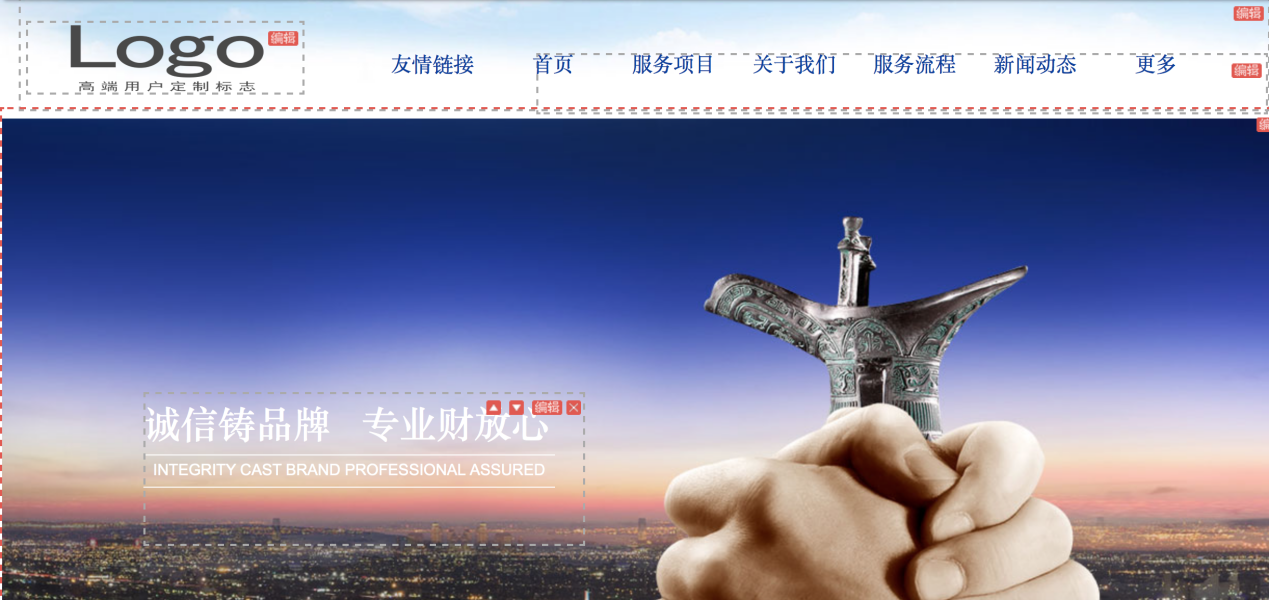 编辑
Logo 编辑
高端用户定制标志
友情链接 首页 服务项目 关于我们 服务流程 新闻动态 更多
编辑
诚信铸品牌 专业财放心
编辑
INTEGRITY CAST BRAND PROFESSIONAL ASSURED